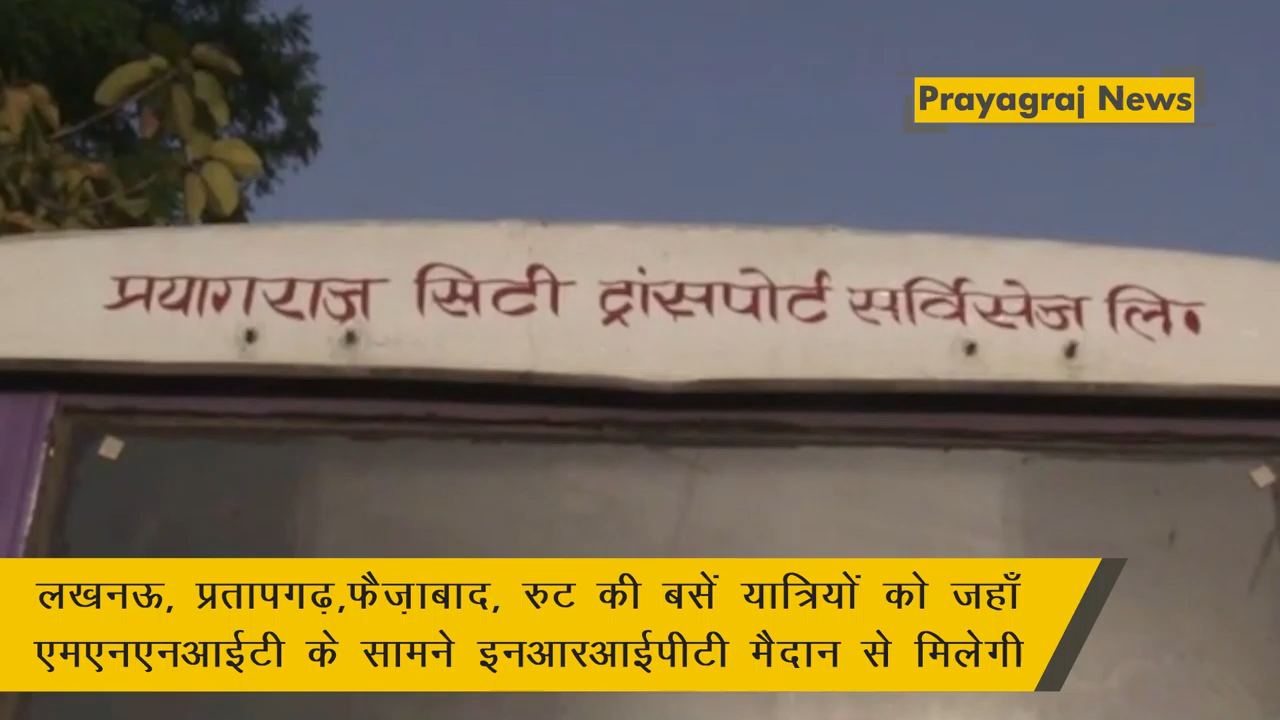 Prayagraj News
प्रयागराज सिटी ट्रांसपोर्ट सर्विसेज लि.
लखनऊ, प्रतापगढ़,फैज़ाबाद, रुट की बसें यात्रियों को जहाँ
एमएनएनआईटी के सामने इनआरआईपीटी मैदान से मिलेगी